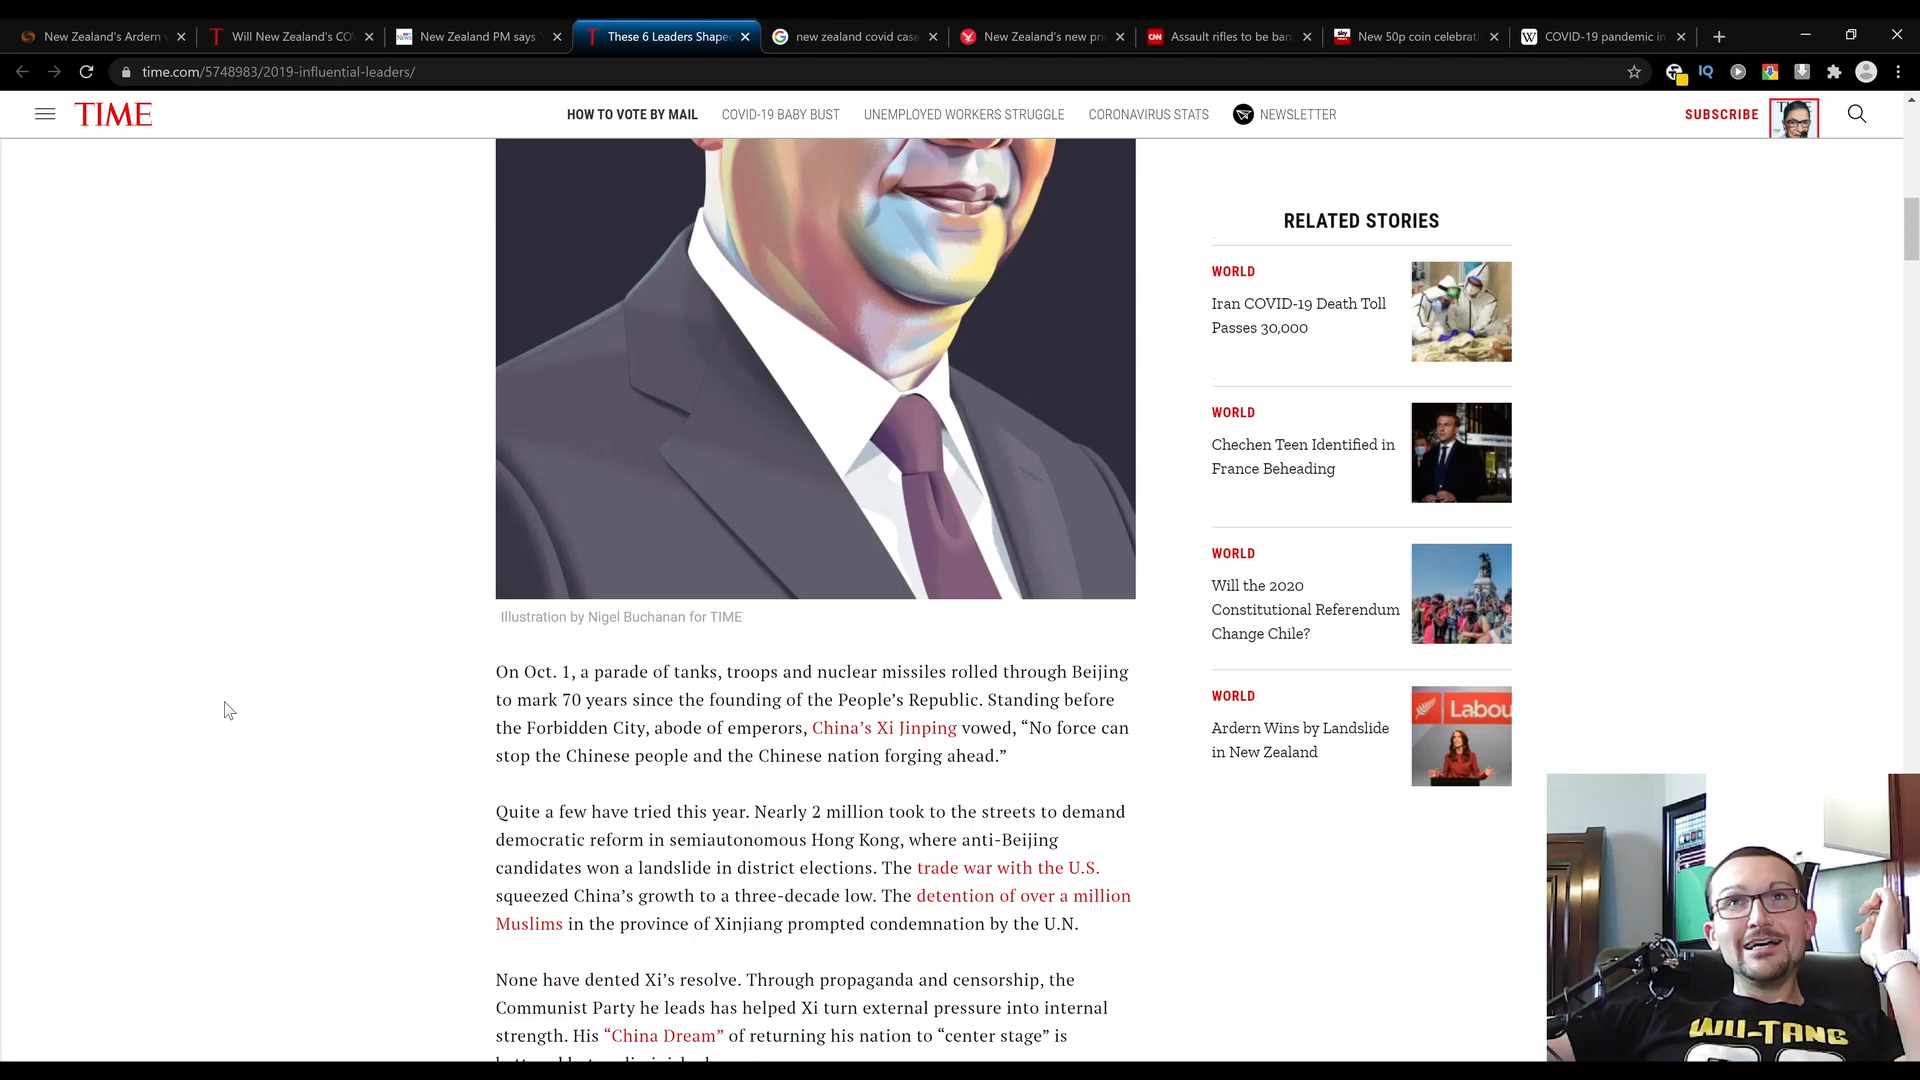 New Zealand's Ardern
Will New Zealand's CO
New Zealand PM says
These 6 Leaders Shape
new zealand covid case
New Zealand's new pri
CNN
Assault rifles to be ban
sky
New 50p coin celebrati
W
COVID-19 pandemic in
time.com/5748983/2019-influential-leaders/
IQ
TIME
HOW TO VOTE BY MAIL
COVID-19 BABY BUST
UNEMPLOYED WORKERS STRUGGLE
CORONAVIRUS STATS
NEWSLETTER
SUBSCRIBE
RELATED STORIES
WORLD
Iran COVID-19 Death Toll
Passes 30,000
WORLD
Chechen Teen Identified in
France Beheading
WORLD
Will the 2020
Constitutional Referendum
Change Chile?
WORLD
Ardern Wins by Landslide
in New Zealand
Labou
Illustration by Nigel Buchanan for TIME
On Oct. 1, a parade of tanks, troops and nuclear missiles rolled through Beijing
to mark 70 years since the founding of the People’s Republic. Standing before
the Forbidden City, abode of emperors, China’s Xi Jinping vowed, “No force can
stop the Chinese people and the Chinese nation forging ahead.”
Quite a few have tried this year. Nearly 2 million took to the streets to demand
democratic reform in semiautonomous Hong Kong, where anti-Beijing
candidates won a landslide in district elections. The trade war with the U.S.
squeezed China’s growth to a three-decade low. The detention of over a million
Muslims in the province of Xinjiang prompted condemnation by the U.N.
None have dented Xi’s resolve. Through propaganda and censorship, the
Communist Party he leads has helped Xi turn external pressure into internal
strength. His “China Dream” of returning his nation to “center stage” is
WU-TANG